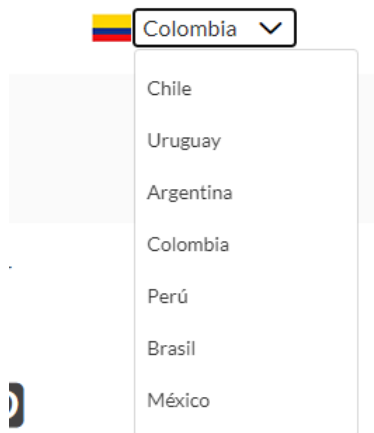 Colombia
Chile
Uruguay
Argentina
Colombia
Perú
Brasil
México